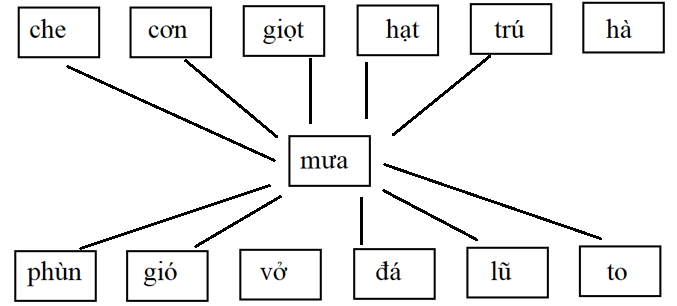 che cơn giọt hạt trú hà
mưa
phùn gió vở đá lũ to